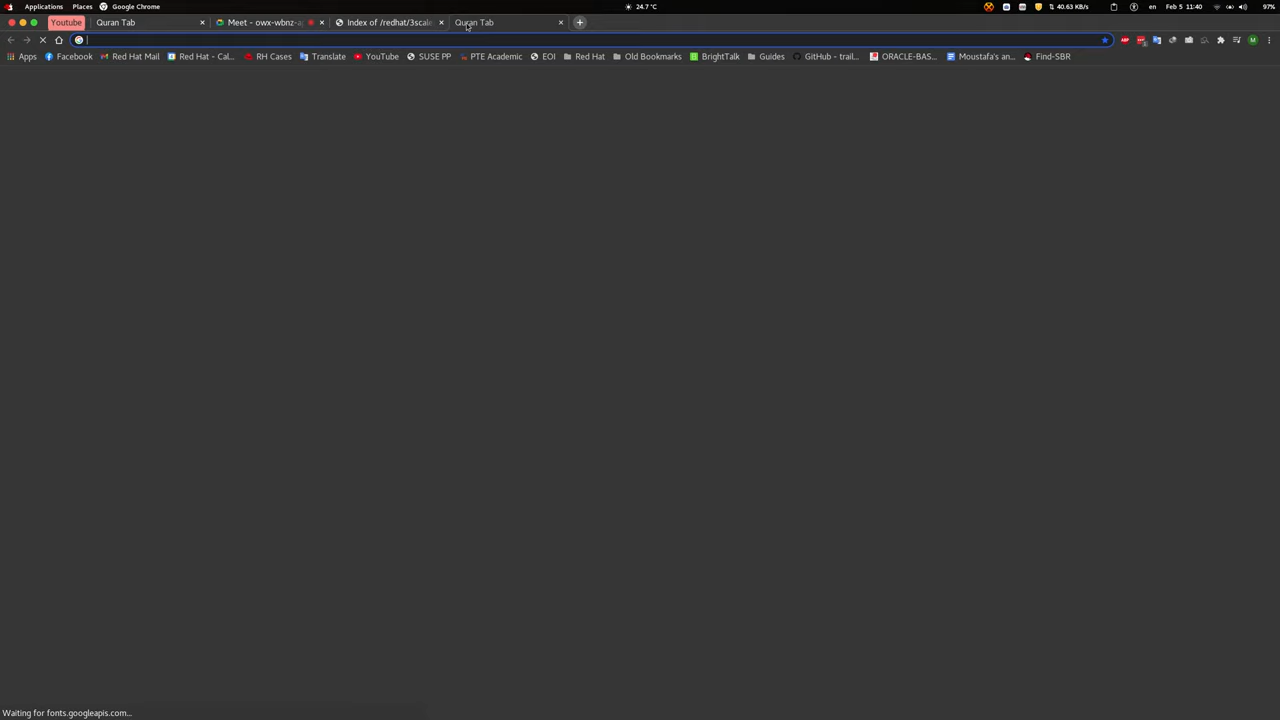 Applications Places Google Chrome 24.7 °C 40.63 KB/s en Feb 5 11:40 97%
Youtube Quran Tab Meet – owx-wbnz-a Index of /redhat/3scale Quran Tab
Apps Facebook Red Hat Mail Red Hat - Cal... RH Cases Translate YouTube SUSE PP PTE Academic EOI Red Hat Old Bookmarks BrightTalk Guides GitHub - trail... ORACLE-BAS... Moustafa's an... Find-SBR
Waiting for fonts.googleapis.com...